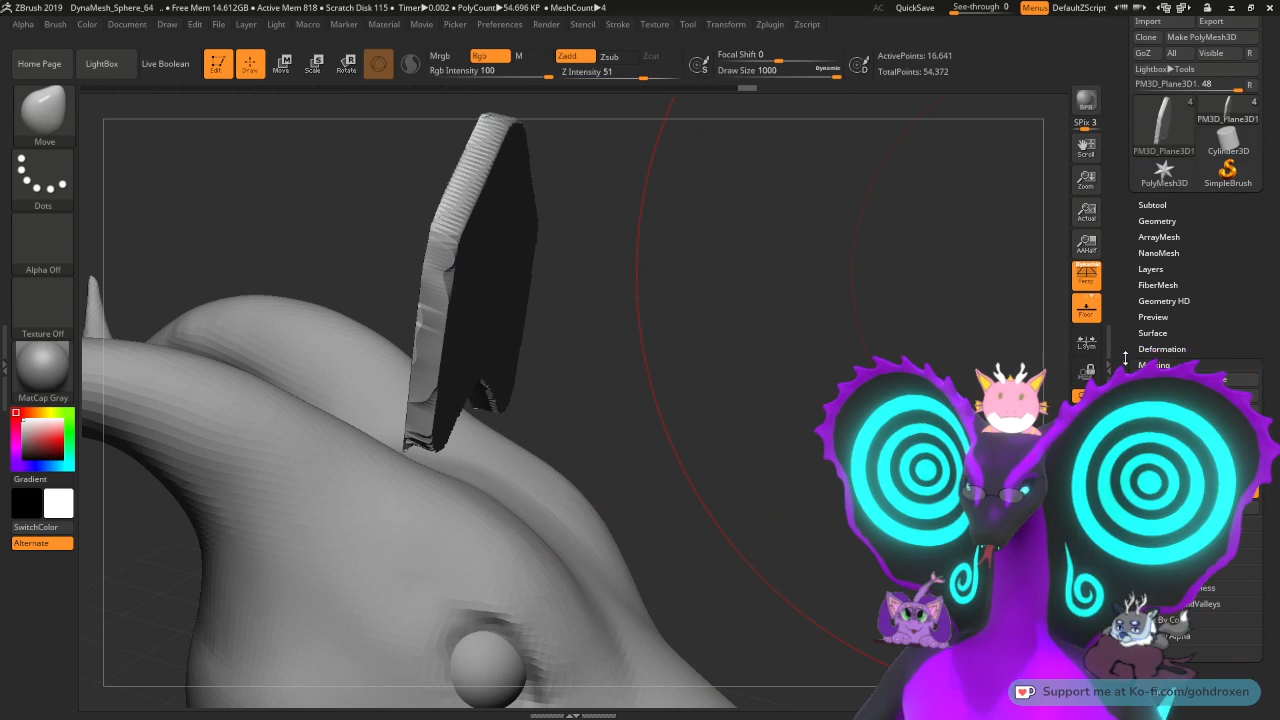 ZBrush 2019 DynaMesh_Sphere_64 .. • Free Mem 14.612GB • Active Mem 818 • Scratch Disk 115 • Timer▶0.002 • PolyCount▶54.696 KP • MeshCount▶4 AC QuickSave See-through 0 Menus DefaultZScript
Alpha Brush Color Document Draw Edit File Layer Light Macro Marker Material Movie Picker Preferences Render Stencil Stroke Texture Tool Transform Zplugin Zscript
Import Export
Clone Make PolyMesh3D
GoZ All Visible R
Lightbox▶Tools
PM3D_Plane3D1. 48 R
4 4
PM3D_Plane3D1
Cylinder3D
PM3D_Plane3D1
PolyMesh3D SimpleBrush
Home Page LightBox Live Boolean Edit Draw Move Scale Rotate
Mrgb Rgb M Zadd Zsub Zcut
Rgb Intensity 100 Z Intensity 51
S Focal Shift 0
Draw Size 1000 Dynamic D
ActivePoints: 16,641
TotalPoints: 54,372
Move
Dots
Alpha Off
Texture Off
MatCap Gray
Gradient
SwitchColor
Alternate
BPR
SPix 3
Scroll
Zoom
Actual
AAHalf
Dynamic
Persp
Floor
L.Sym
Subtool
Geometry
ArrayMesh
NanoMesh
Layers
FiberMesh
Geometry HD
Preview
Surface
Deformation
Masking
Support me at Ko-fi.com/gohdroxen